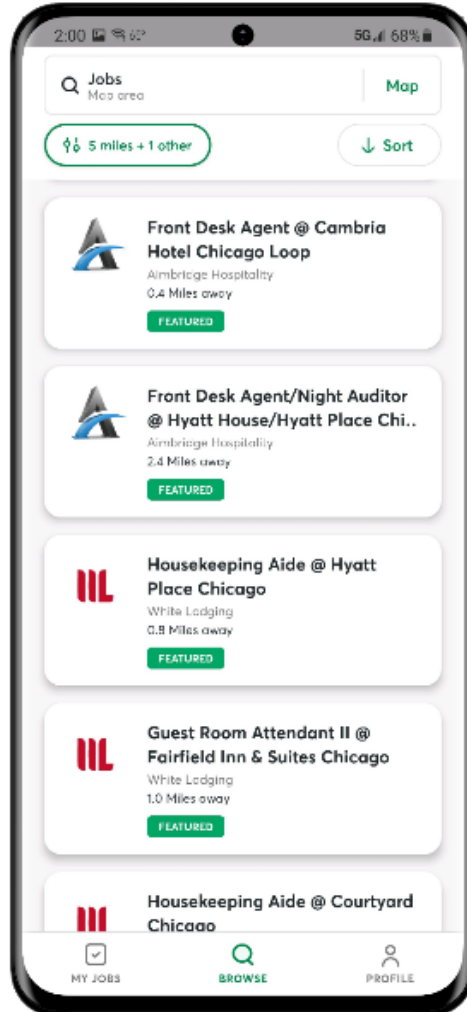 2:00
5G 68%
Jobs
Map area
Map
5 miles + 1 other
Sort
Front Desk Agent @ Cambria
Hotel Chicago Loop
Aimbridge Hospitality
0.4 Miles away
FEATURED
Front Desk Agent/Night Auditor
@ Hyatt House/Hyatt Place Chi..
Aimbridge Hospitality
2.4 Miles away
FEATURED
Housekeeping Aide @ Hyatt
Place Chicago
White Lodging
0.8 Miles away
FEATURED
Guest Room Attendant II @
Fairfield Inn & Suites Chicago
White Lodging
1.0 Miles away
FEATURED
Housekeeping Aide @ Courtyard
Chicago
MY JOBS
BROWSE
PROFILE